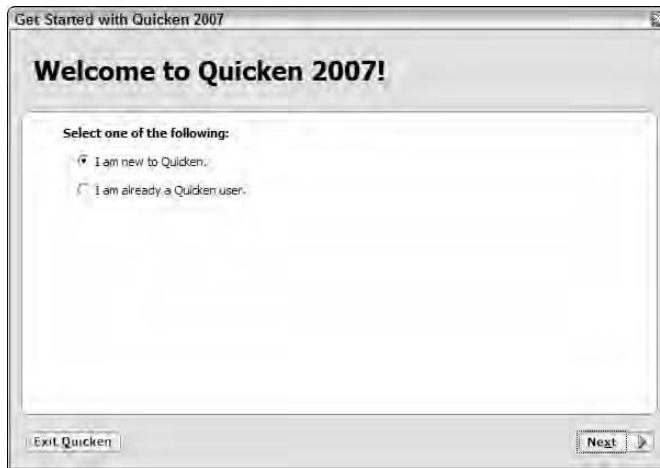 Get Started with Quicken 2007
Welcome to Quicken 2007!
Select one of the following:
I am new to Quicken.
I am already a Quicken user.
Exit Quicken
Next